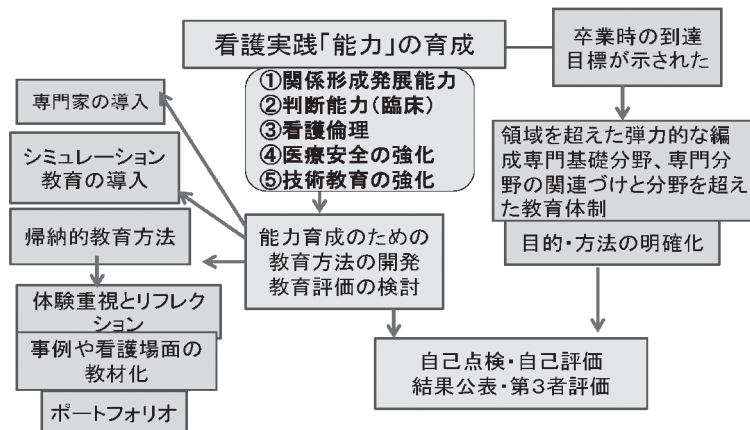 看護実践「能力」の育成
卒業時の到達
目標が示された
①関係形成発展能力
②判断能力(臨床)
③看護倫理
④医療安全の強化
⑤技術教育の強化
専門家の導入
シミュレーション
教育の導入
帰納的教育方法
領域を超えた弾力的な編
成専門基礎分野、専門分
野の関連づけと分野を超え
た教育体制
目的・方法の明確化
能力育成のための
教育方法の開発
教育評価の検討
体験重視とリフレク
ション
事例や看護場面の
教材化
ポートフォリオ
自己点検・自己評価
結果公表・第3者評価